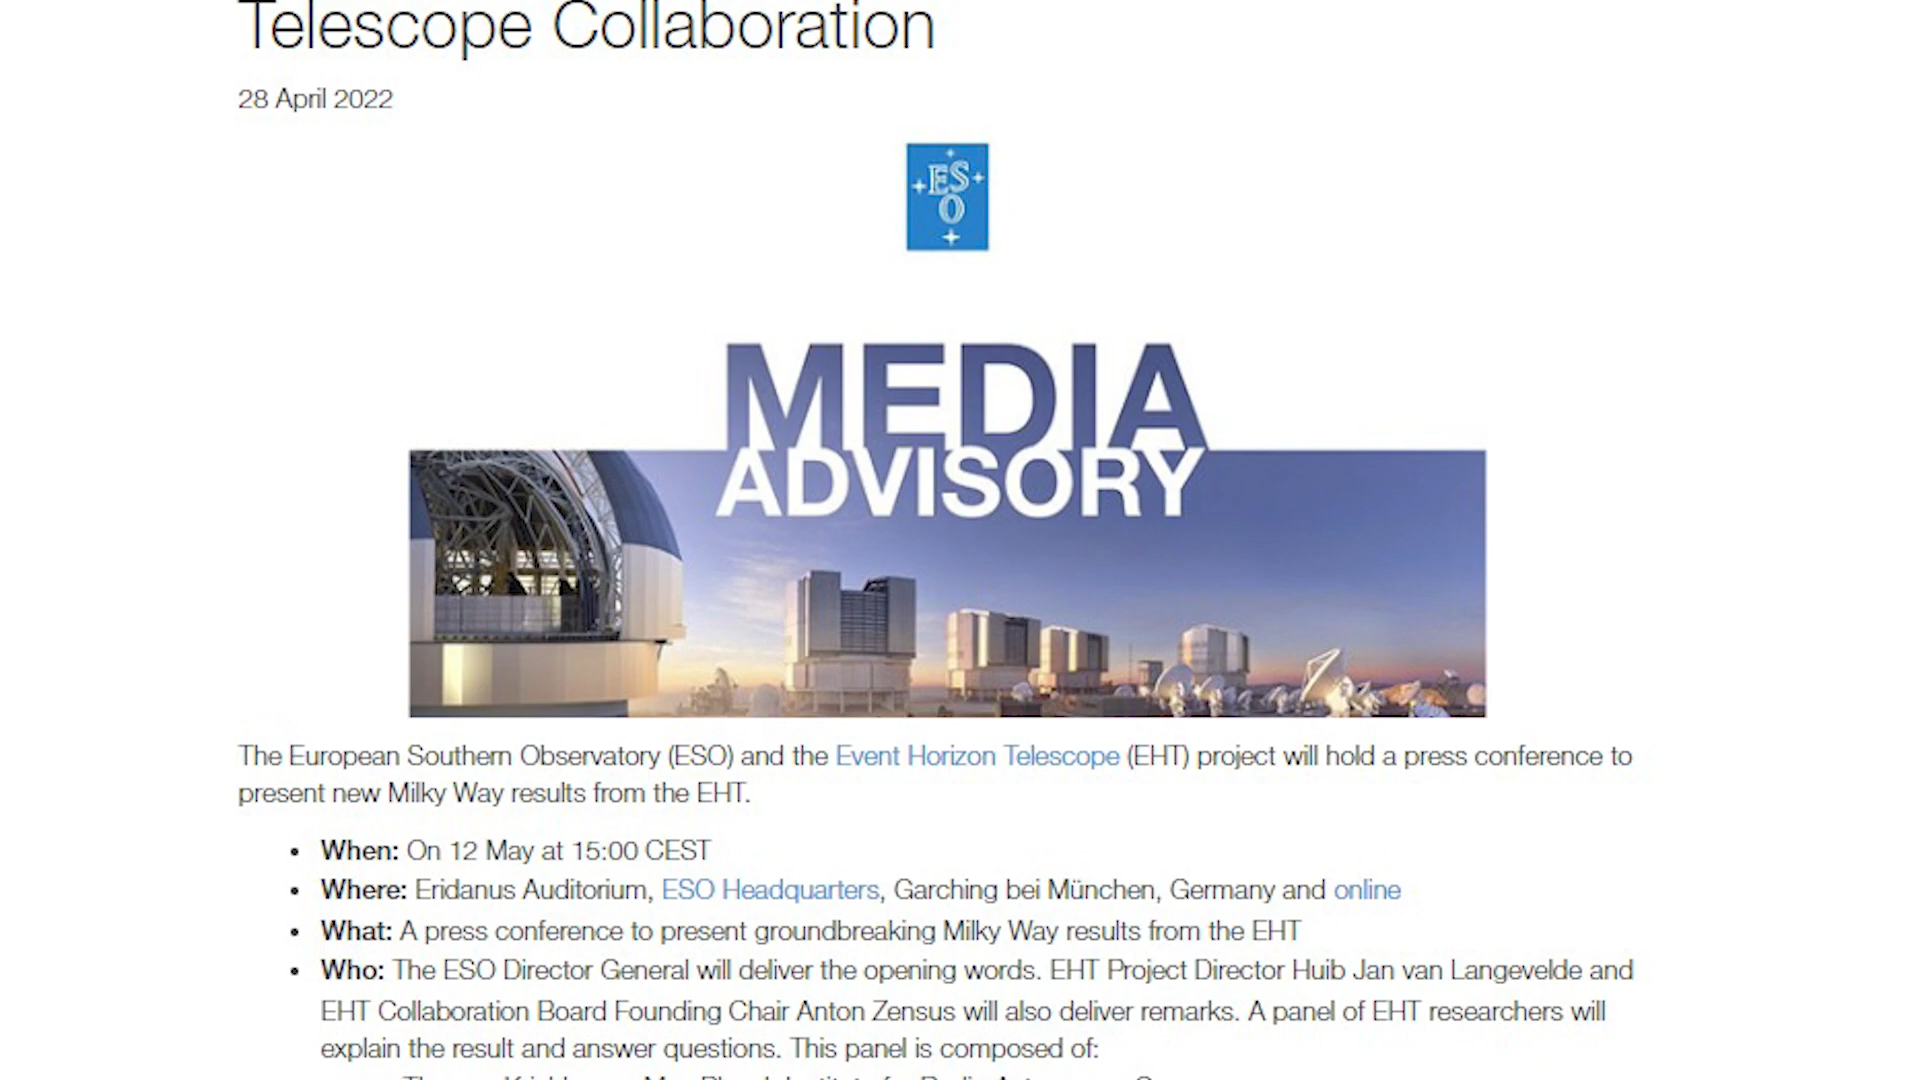 Telescope Collaboration
28 April 2022
ES
O
MEDIA
ADVISORY
The European Southern Observatory (ESO) and the Event Horizon Telescope (EHT) project will hold a press conference to
present new Milky Way results from the EHT.
• When: On 12 May at 15:00 CEST
• Where: Eridanus Auditorium, ESO Headquarters, Garching bei München, Germany and online
• What: A press conference to present groundbreaking Milky Way results from the EHT
• Who: The ESO Director General will deliver the opening words. EHT Project Director Huib Jan van Langevelde and
EHT Collaboration Board Founding Chair Anton Zensus will also deliver remarks. A panel of EHT researchers will
explain the result and answer questions. This panel is composed of: